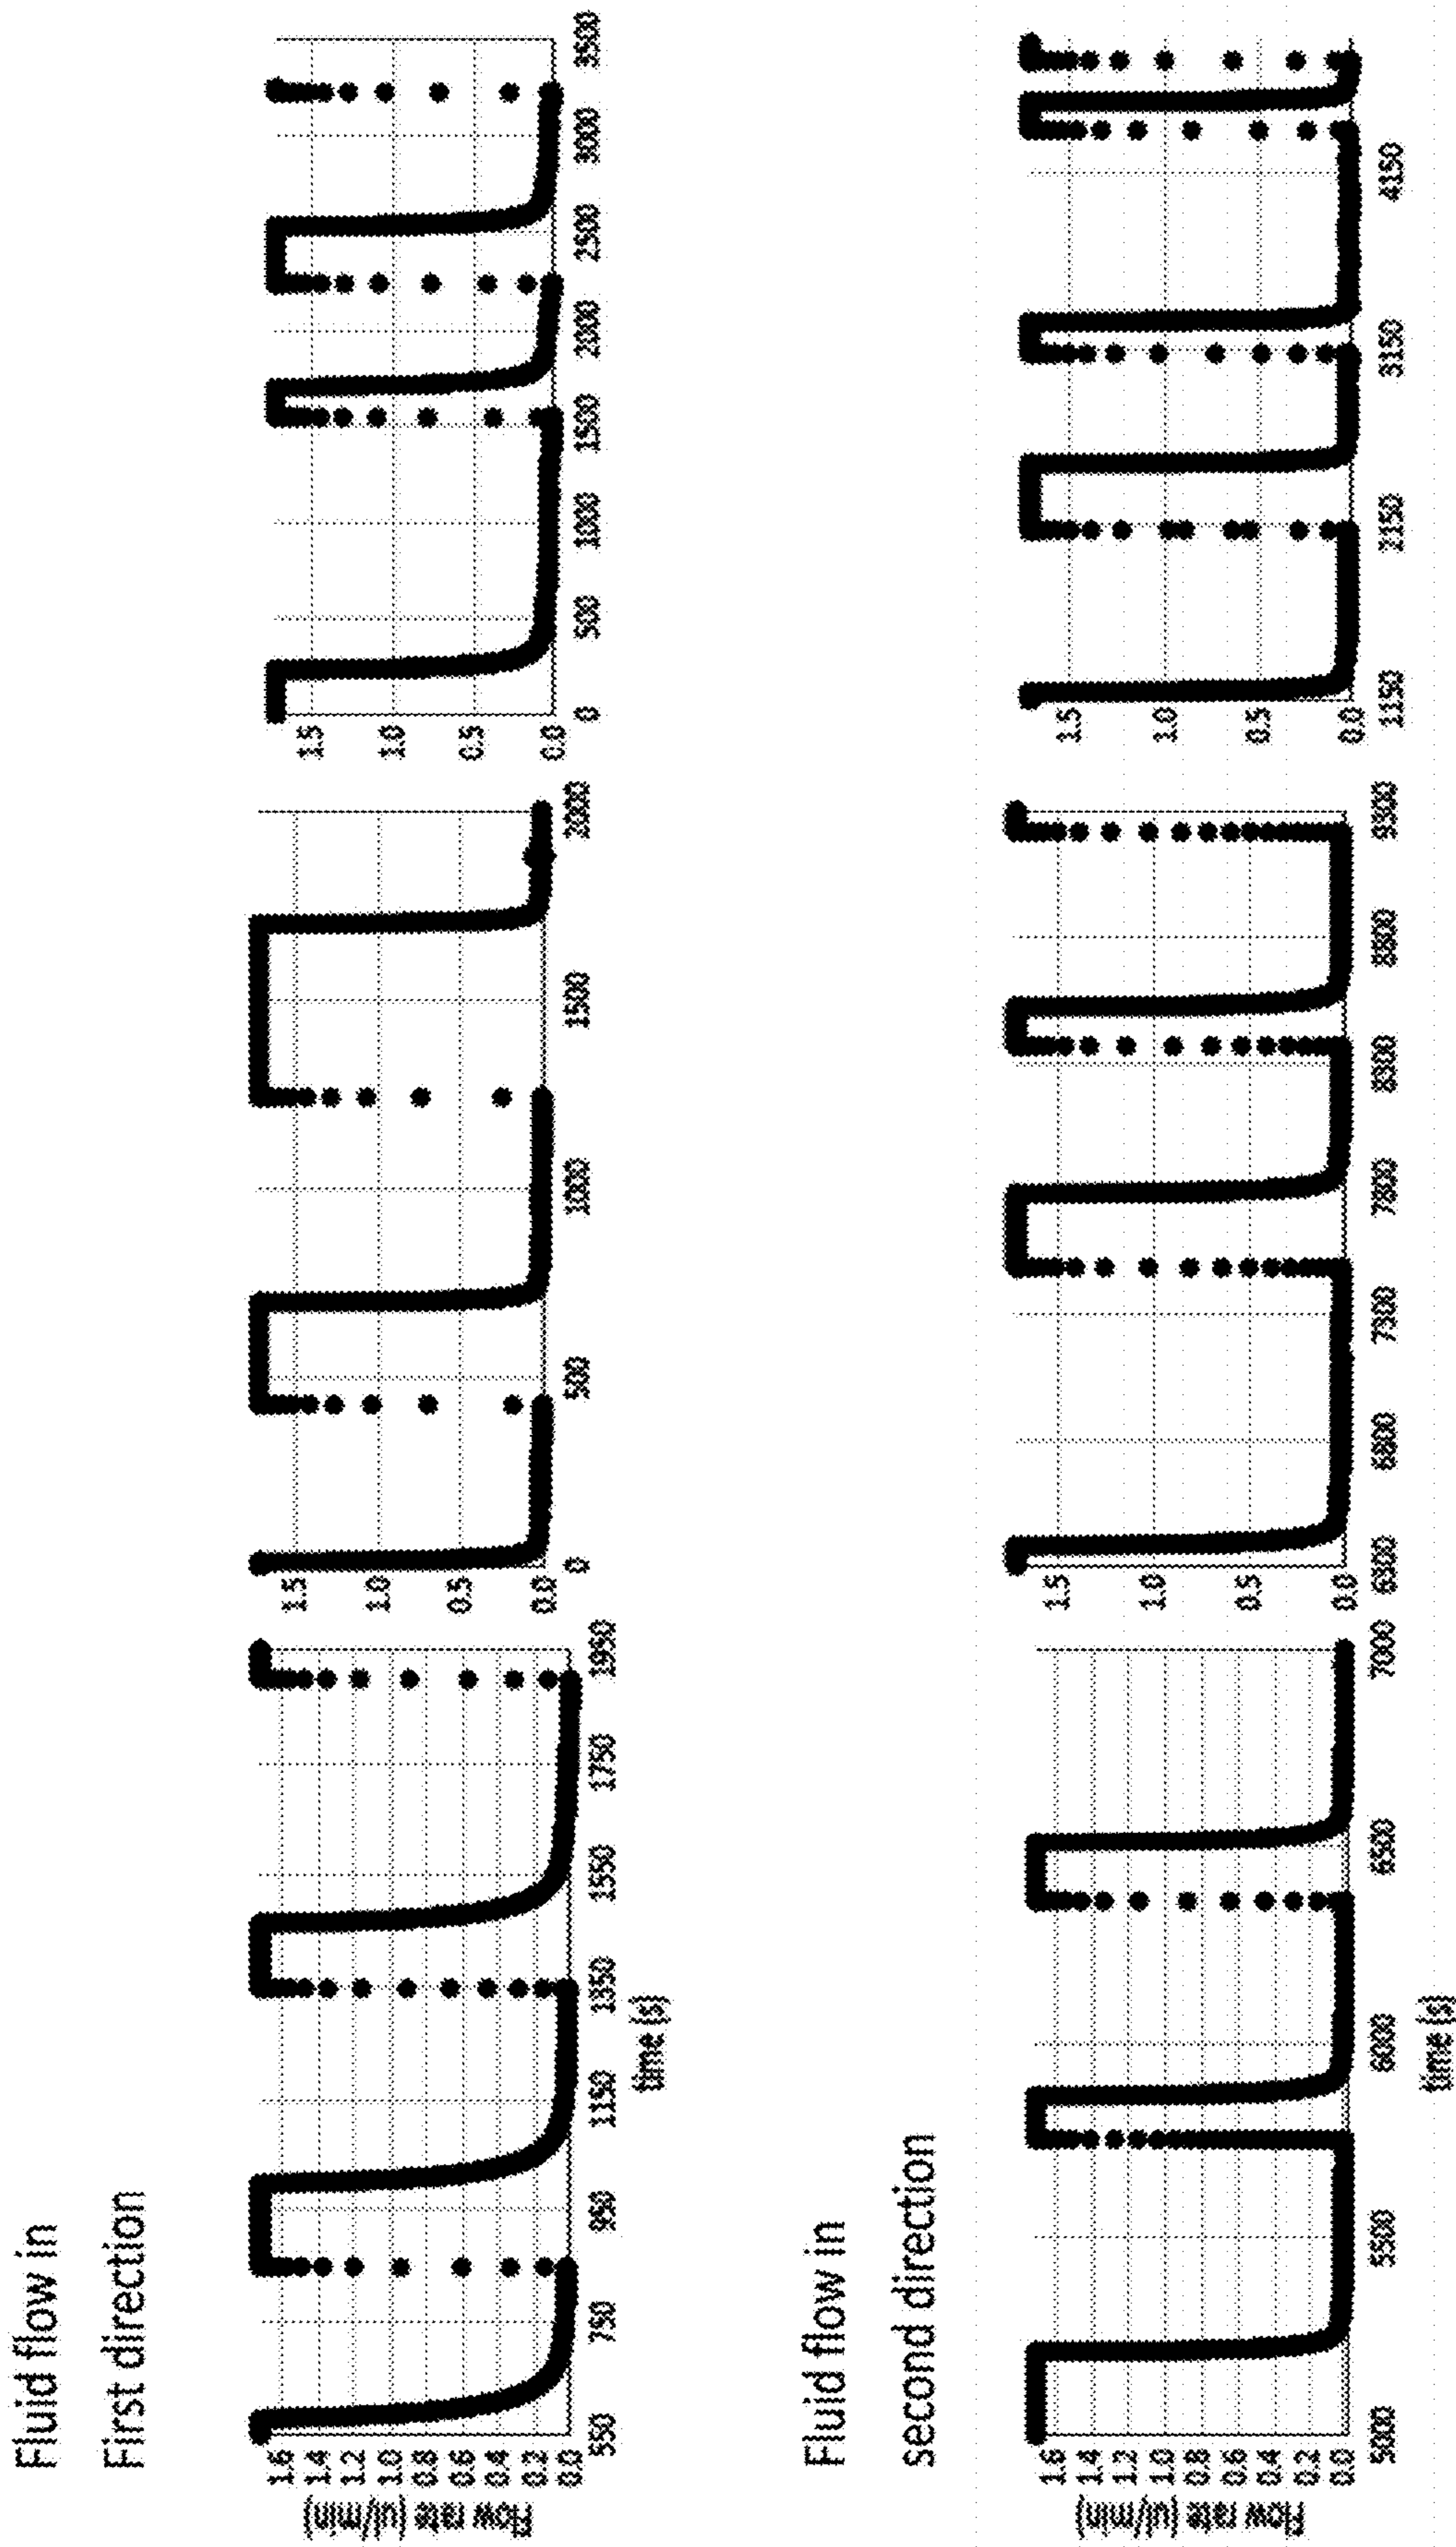 Fluid flow in
First direction
Flow rate (ul/min)
1.6
1.4
1.2
1.0
0.8
0.6
0.4
0.2
0.0
550 750 950 1150 1350 1550 1750 1950
time (s)
1.5
1.0
0.5
0.0
0 500 1000 1500 2000
1.5
1.0
0.5
0.0
0 500 1000 1500 2000 2500 3000 3500
Fluid flow in
second direction
Flow rate (ul/min)
1.6
1.4
1.2
1.0
0.8
0.6
0.4
0.2
0.0
5000 5500 6000 6500 7000
time (s)
1.5
1.0
0.5
0.0
6300 6800 7300 7800 8300 8800 9300
1.5
1.0
0.5
0.0
1150 2150 3150 4150